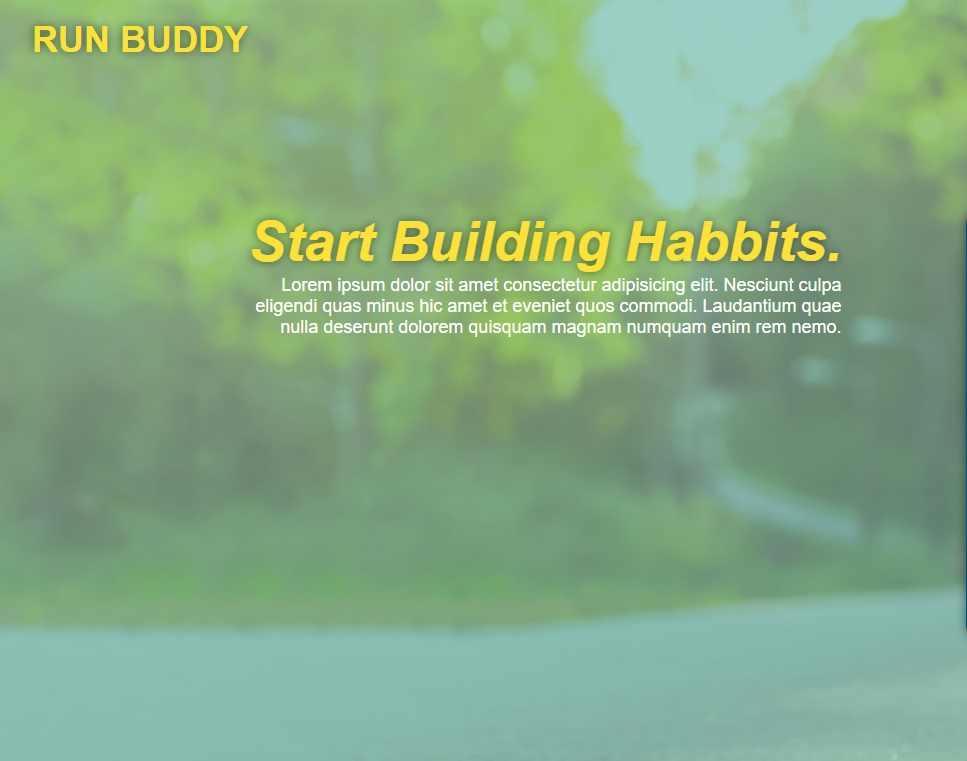 RUN BUDDY
Start Building Habbits.
Lorem ipsum dolor sit amet consectetur adipisicing elit. Nesciunt culpa
eligendi quas minus hic amet et eveniet quos commodi. Laudantium quae
nulla deserunt dolorem quisquam magnam numquam enim rem nemo.